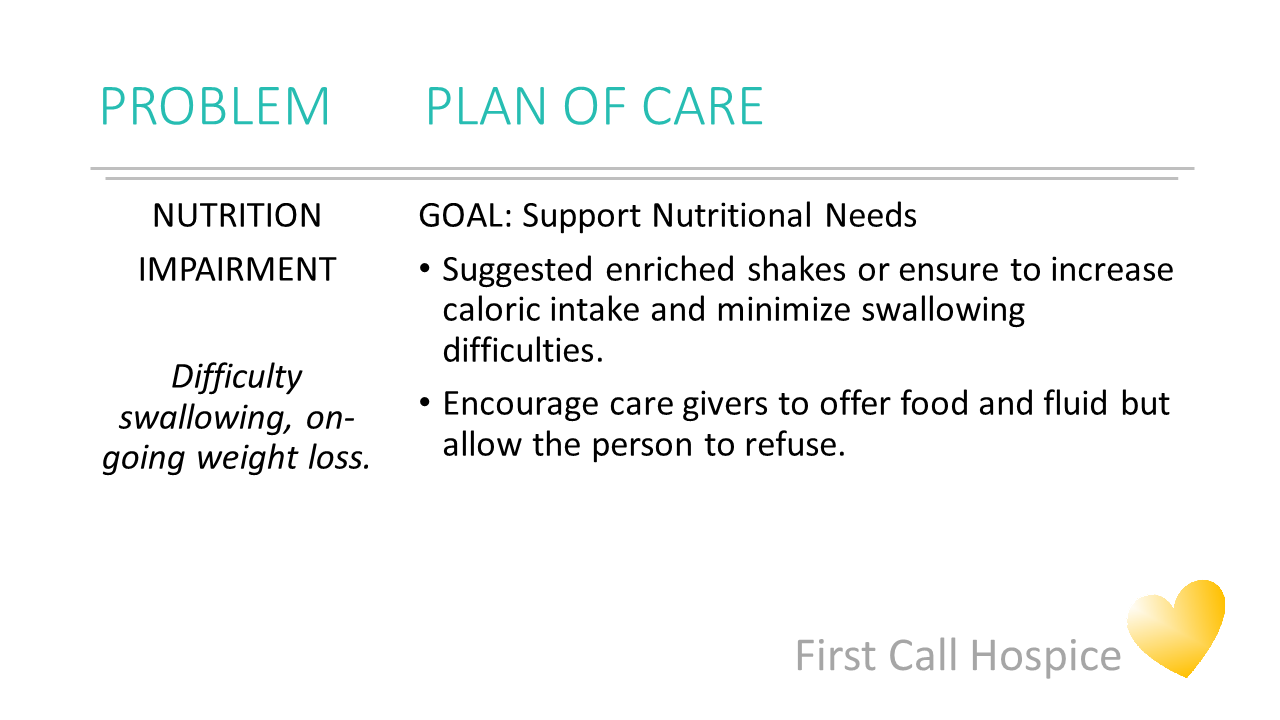 PROBLEM PLAN OF CARE
NUTRITION
IMPAIRMENT
Difficulty
swallowing, on-
going weight loss.
GOAL: Support Nutritional Needs
• Suggested enriched shakes or ensure to increase
caloric intake and minimize swallowing
difficulties.
• Encourage care givers to offer food and fluid but
allow the person to refuse.
First Call Hospice